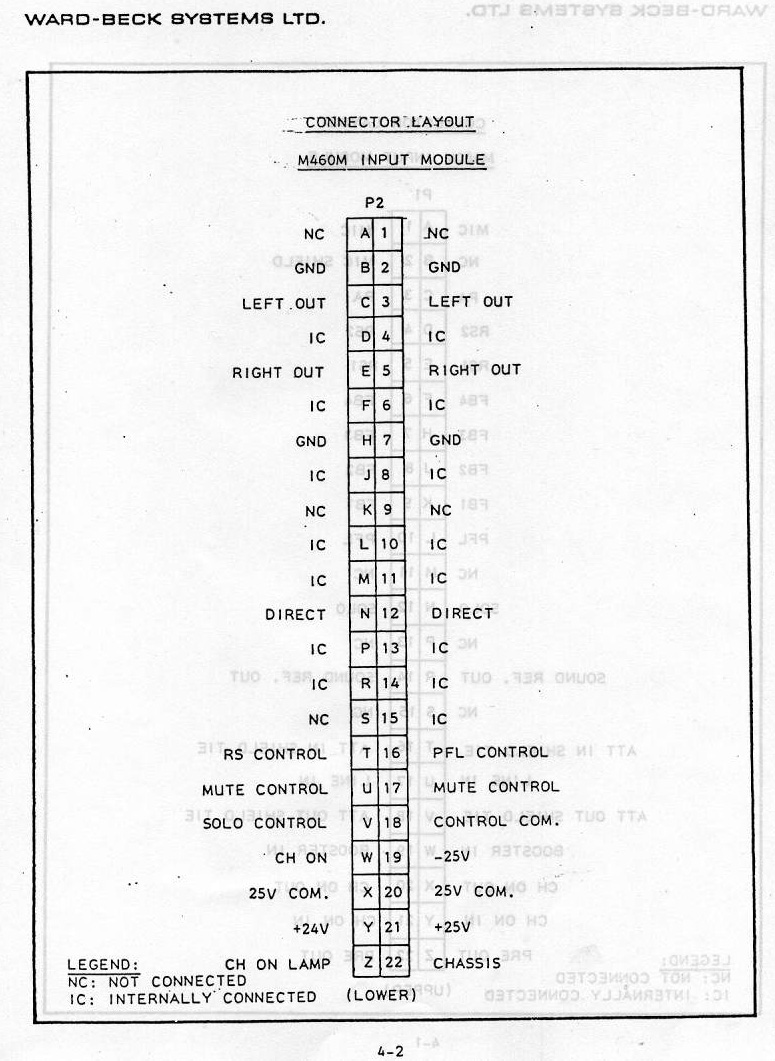 WARD-BECK SYSTEMS LTD.
CONNECTOR LAYOUT
M460M INPUT MODULE
P2
NC A 1 NC
GND B 2 GND
LEFT OUT C 3 LEFT OUT
IC D 4 IC
RIGHT OUT E 5 RIGHT OUT
IC F 6 IC
GND H 7 GND
IC J 8 IC
NC K 9 NC
IC L 10 IC
IC M 11 IC
DIRECT N 12 DIRECT
IC P 13 IC
IC R 14 IC
NC S 15 IC
RS CONTROL T 16 PFL CONTROL
MUTE CONTROL U 17 MUTE CONTROL
SOLO CONTROL V 18 CONTROL COM.
CH ON W 19 -25V
25V COM. X 20 25V COM.
+24V Y 21 +25V
CH ON LAMP Z 22 CHASSIS
(LOWER)
LEGEND:
NC: NOT CONNECTED
IC: INTERNALLY CONNECTED
4-2